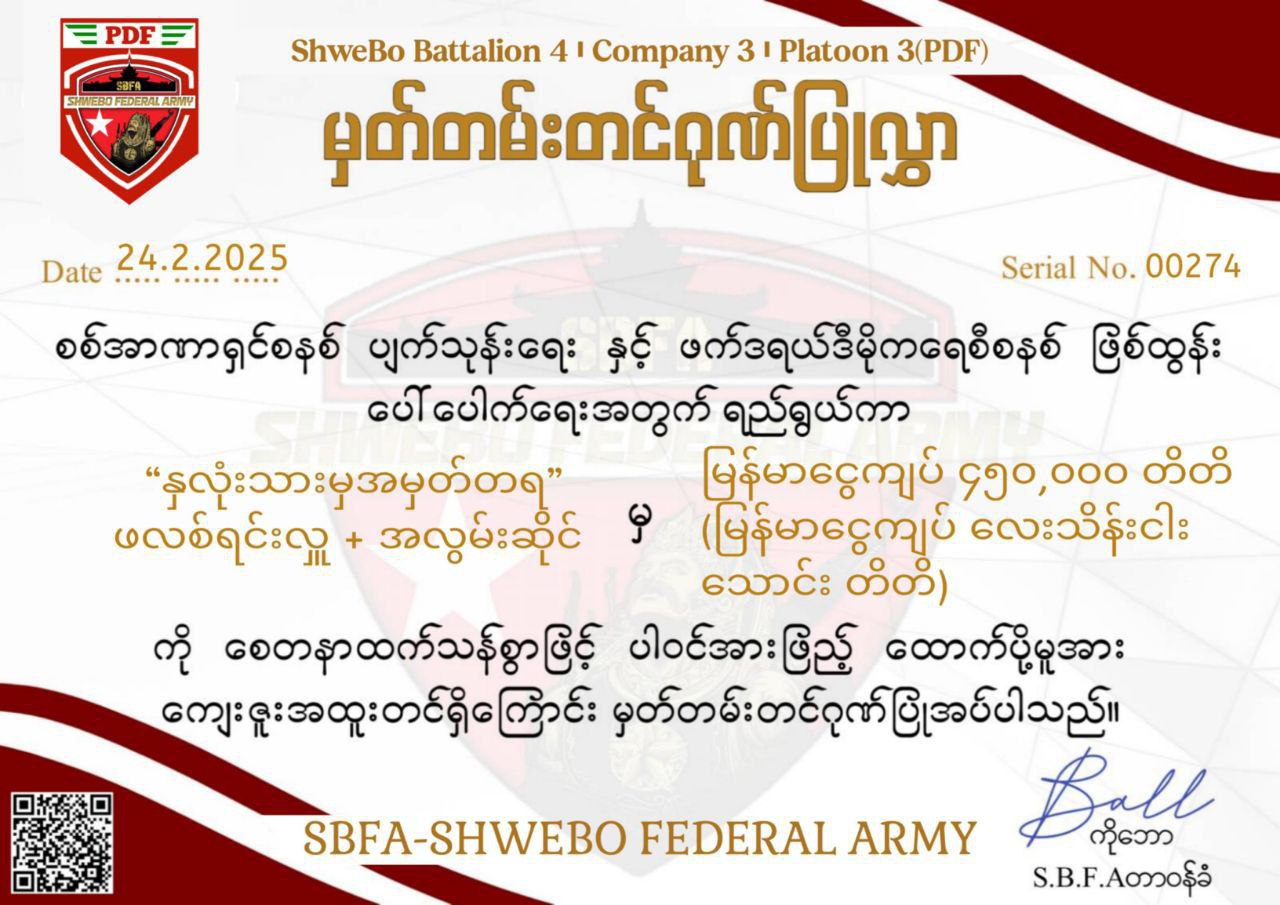 PDF
SBFA
SHWEBO FEDERAL ARMY
ShweBo Battalion 4 ၊ Company 3 ၊ Platoon 3(PDF)
မှတ်တမ်းတင်ဂုဏ်ပြုလွှာ
Date 24.2.2025
Serial No. 00274
စစ်အာဏာရှင်စနစ် ပျက်သုန်းရေး နှင့် ဖက်ဒရယ်ဒီမိုကရေစီစနစ် ဖြစ်ထွန်း
ပေါ် ပေါက်ရေးအတွက် ရည်ရွယ်ကာ
“နှလုံးသားမှအမှတ်တရ”
ဖလစ်ရင်းလှူ + အလွမ်းဆိုင်
မှ
မြန်မာငွေကျပ် ၄၅၀,၀၀၀ တိတိ
(မြန်မာငွေကျပ် လေးသိန်းငါး
သောင်း တိတိ)
ကို စေတနာထက်သန်စွာဖြင့် ပါဝင်အားဖြည့် ထောက်ပို့မှုအား
ကျေးဇူးအထူးတင်ရှိကြောင်း မှတ်တမ်းတင်ဂုဏ်ပြုအပ်ပါသည်။
SBFA
SHWEBO FEDERAL ARMY
SBFA-SHWEBO FEDERAL ARMY
Ball
ကိုဘော
S.B.F.Aတာဝန်ခံ